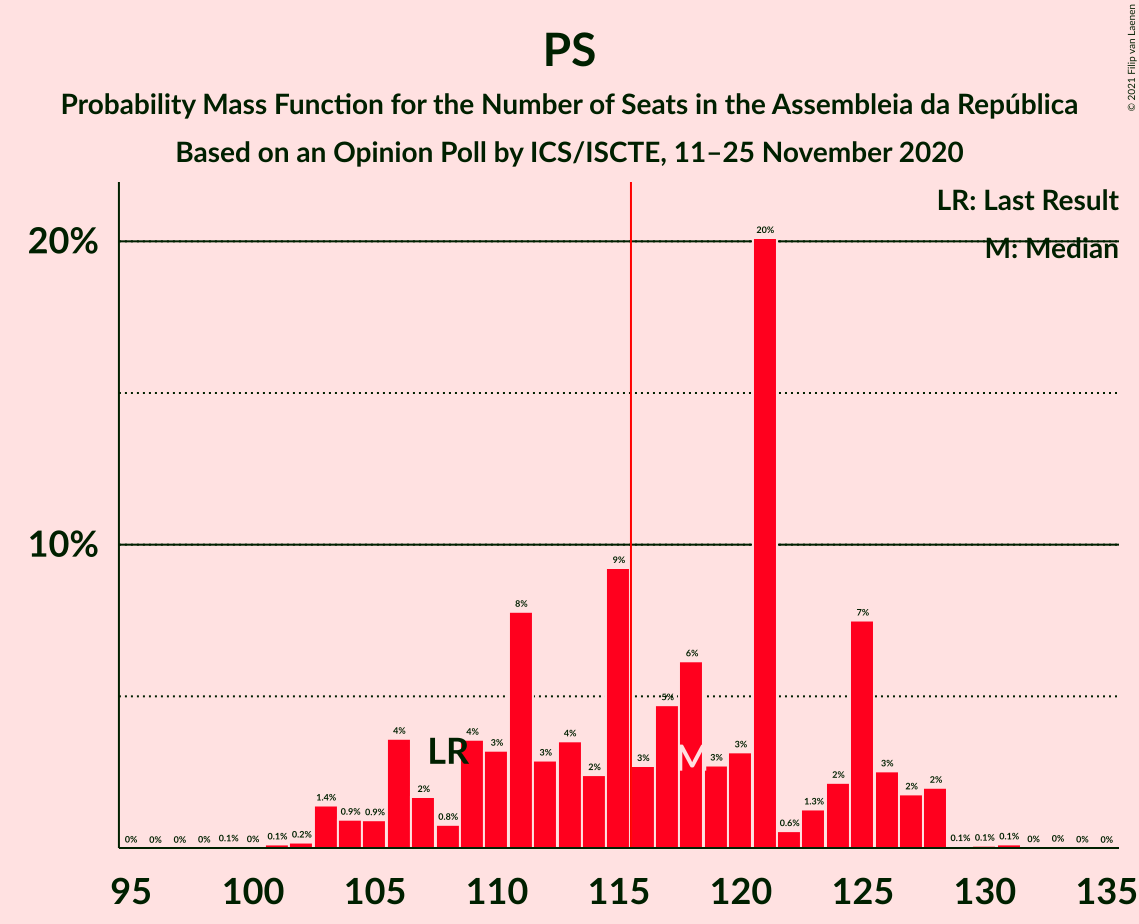 PS
Probability Mass Function for the Number of Seats in the Assembleia da República
Based on an Opinion Poll by ICS/ISCTE, 11–25 November 2020
© 2021 Filip van Laenen
LR: Last Result
M: Median
20%
10%
0% 0% 0% 0% 0.1% 0% 0.1% 0.2% 1.4% 0.9% 0.9% 4% 2% 0.8% 4% 3% 8% 3% 4% 2% 9% 3% 5% 6% 3% 3% 20% 0.6% 1.3% 2% 7% 3% 2% 2% 0.1% 0.1% 0.1% 0% 0% 0% 0%
LR
M
95 100 105 110 115 120 125 130 135